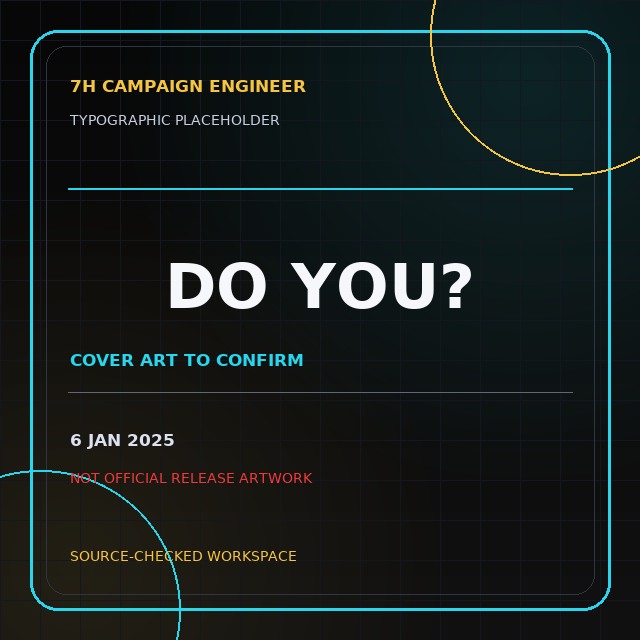 7H CAMPAIGN ENGINEER
TYPOGRAPHIC PLACEHOLDER
DO YOU?
COVER ART TO CONFIRM
6 JAN 2025
NOT OFFICIAL RELEASE ARTWORK
SOURCE-CHECKED WORKSPACE